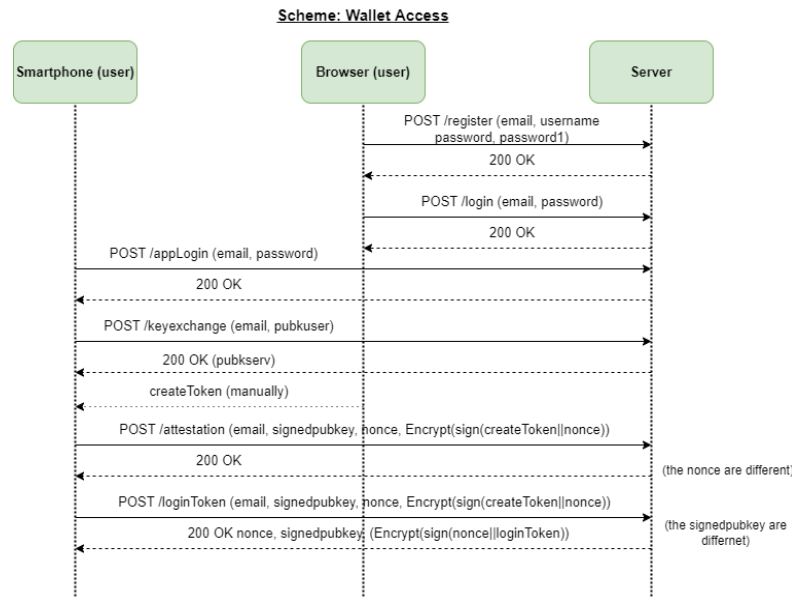 Scheme: Wallet Access
Smartphone (user)
Browser (user)
Server
POST /register (email, username
password, password1)
200 OK
POST /login (email, password)
200 OK
POST /appLogin (email, password)
200 OK
POST /keyexchange (email, pubkuser)
200 OK (pubkserv)
createToken (manually)
POST /attestation (email, signedpubkey, nonce, Encrypt(sign(createToken||nonce))
200 OK
(the nonce are different)
POST /loginToken (email, signedpubkey, nonce, Encrypt(sign(createToken||nonce))
(the signedpubkey are
differnet)
200 OK nonce, signedpubkey, (Encrypt(sign(nonce||loginToken))